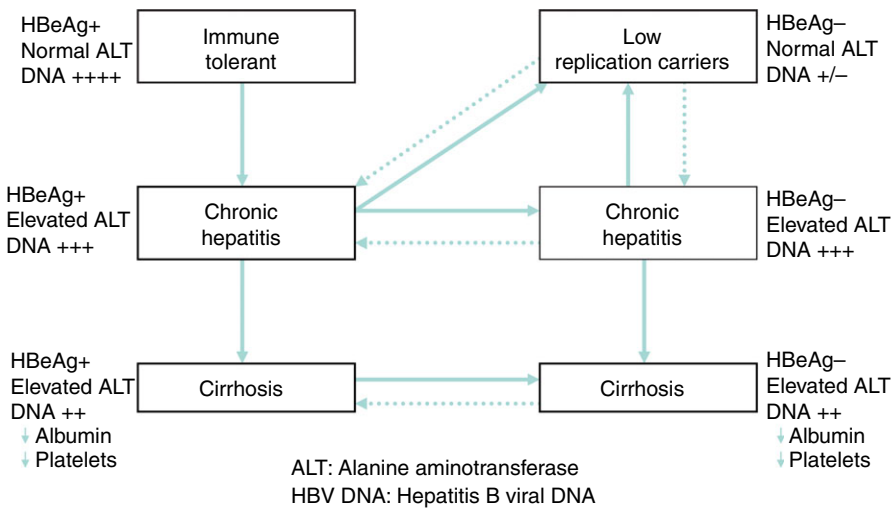 HBeAg+
Normal ALT
DNA ++++
Immune
tolerant
Low
replication carriers
HBeAg–
Normal ALT
DNA +/–
HBeAg+
Elevated ALT
DNA +++
Chronic
hepatitis
Chronic
hepatitis
HBeAg–
Elevated ALT
DNA +++
HBeAg+
Elevated ALT
DNA ++
↓ Albumin
↓ Platelets
Cirrhosis
Cirrhosis
HBeAg–
Elevated ALT
DNA ++
↓ Albumin
↓ Platelets
ALT: Alanine aminotransferase
HBV DNA: Hepatitis B viral DNA